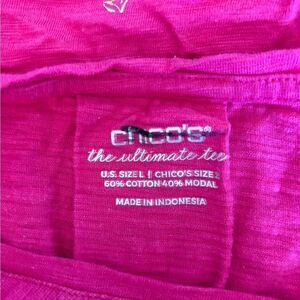 chico's®
the ultimate tee
U.S. SIZE L | CHICO'S SIZE 2
60% COTTON 40% MODAL
MADE IN INDONESIA